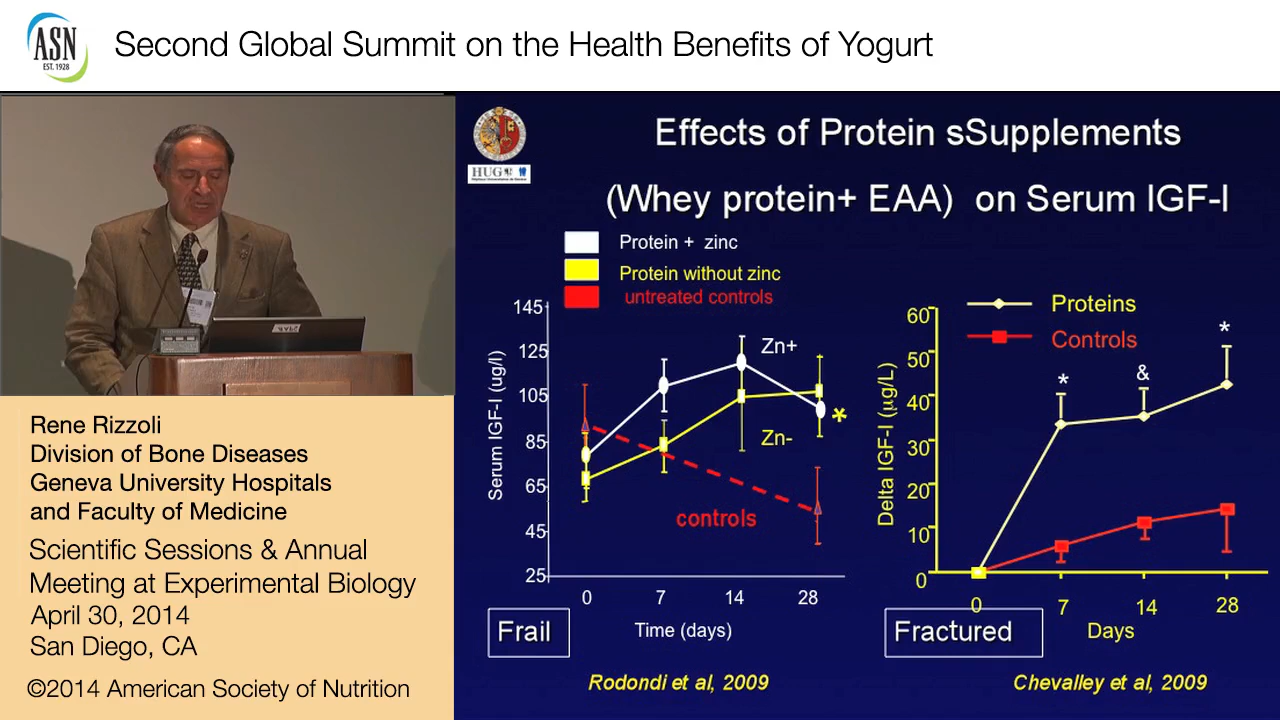 ASN
EST. 1928
Second Global Summit on the Health Benefits of Yogurt
Rene Rizzoli
Division of Bone Diseases
Geneva University Hospitals
and Faculty of Medicine
Scientific Sessions & Annual
Meeting at Experimental Biology
April 30, 2014
San Diego, CA
©2014 American Society of Nutrition
HUG
Effects of Protein sSupplements
(Whey protein+ EAA) on Serum IGF-I
Protein + zinc
Protein without zinc
untreated controls
Serum IGF-I (ug/l)
145
125
105
85
65
45
25
Zn+
*
Zn-
controls
0 7 14 28
Time (days)
Frail
Rodondi et al, 2009
Proteins
Controls
Delta IGF-I (µg/L)
60
50
40
30
20
10
0
* & *
0 7 14 28
Days
Fractured
Chevalley et al, 2009